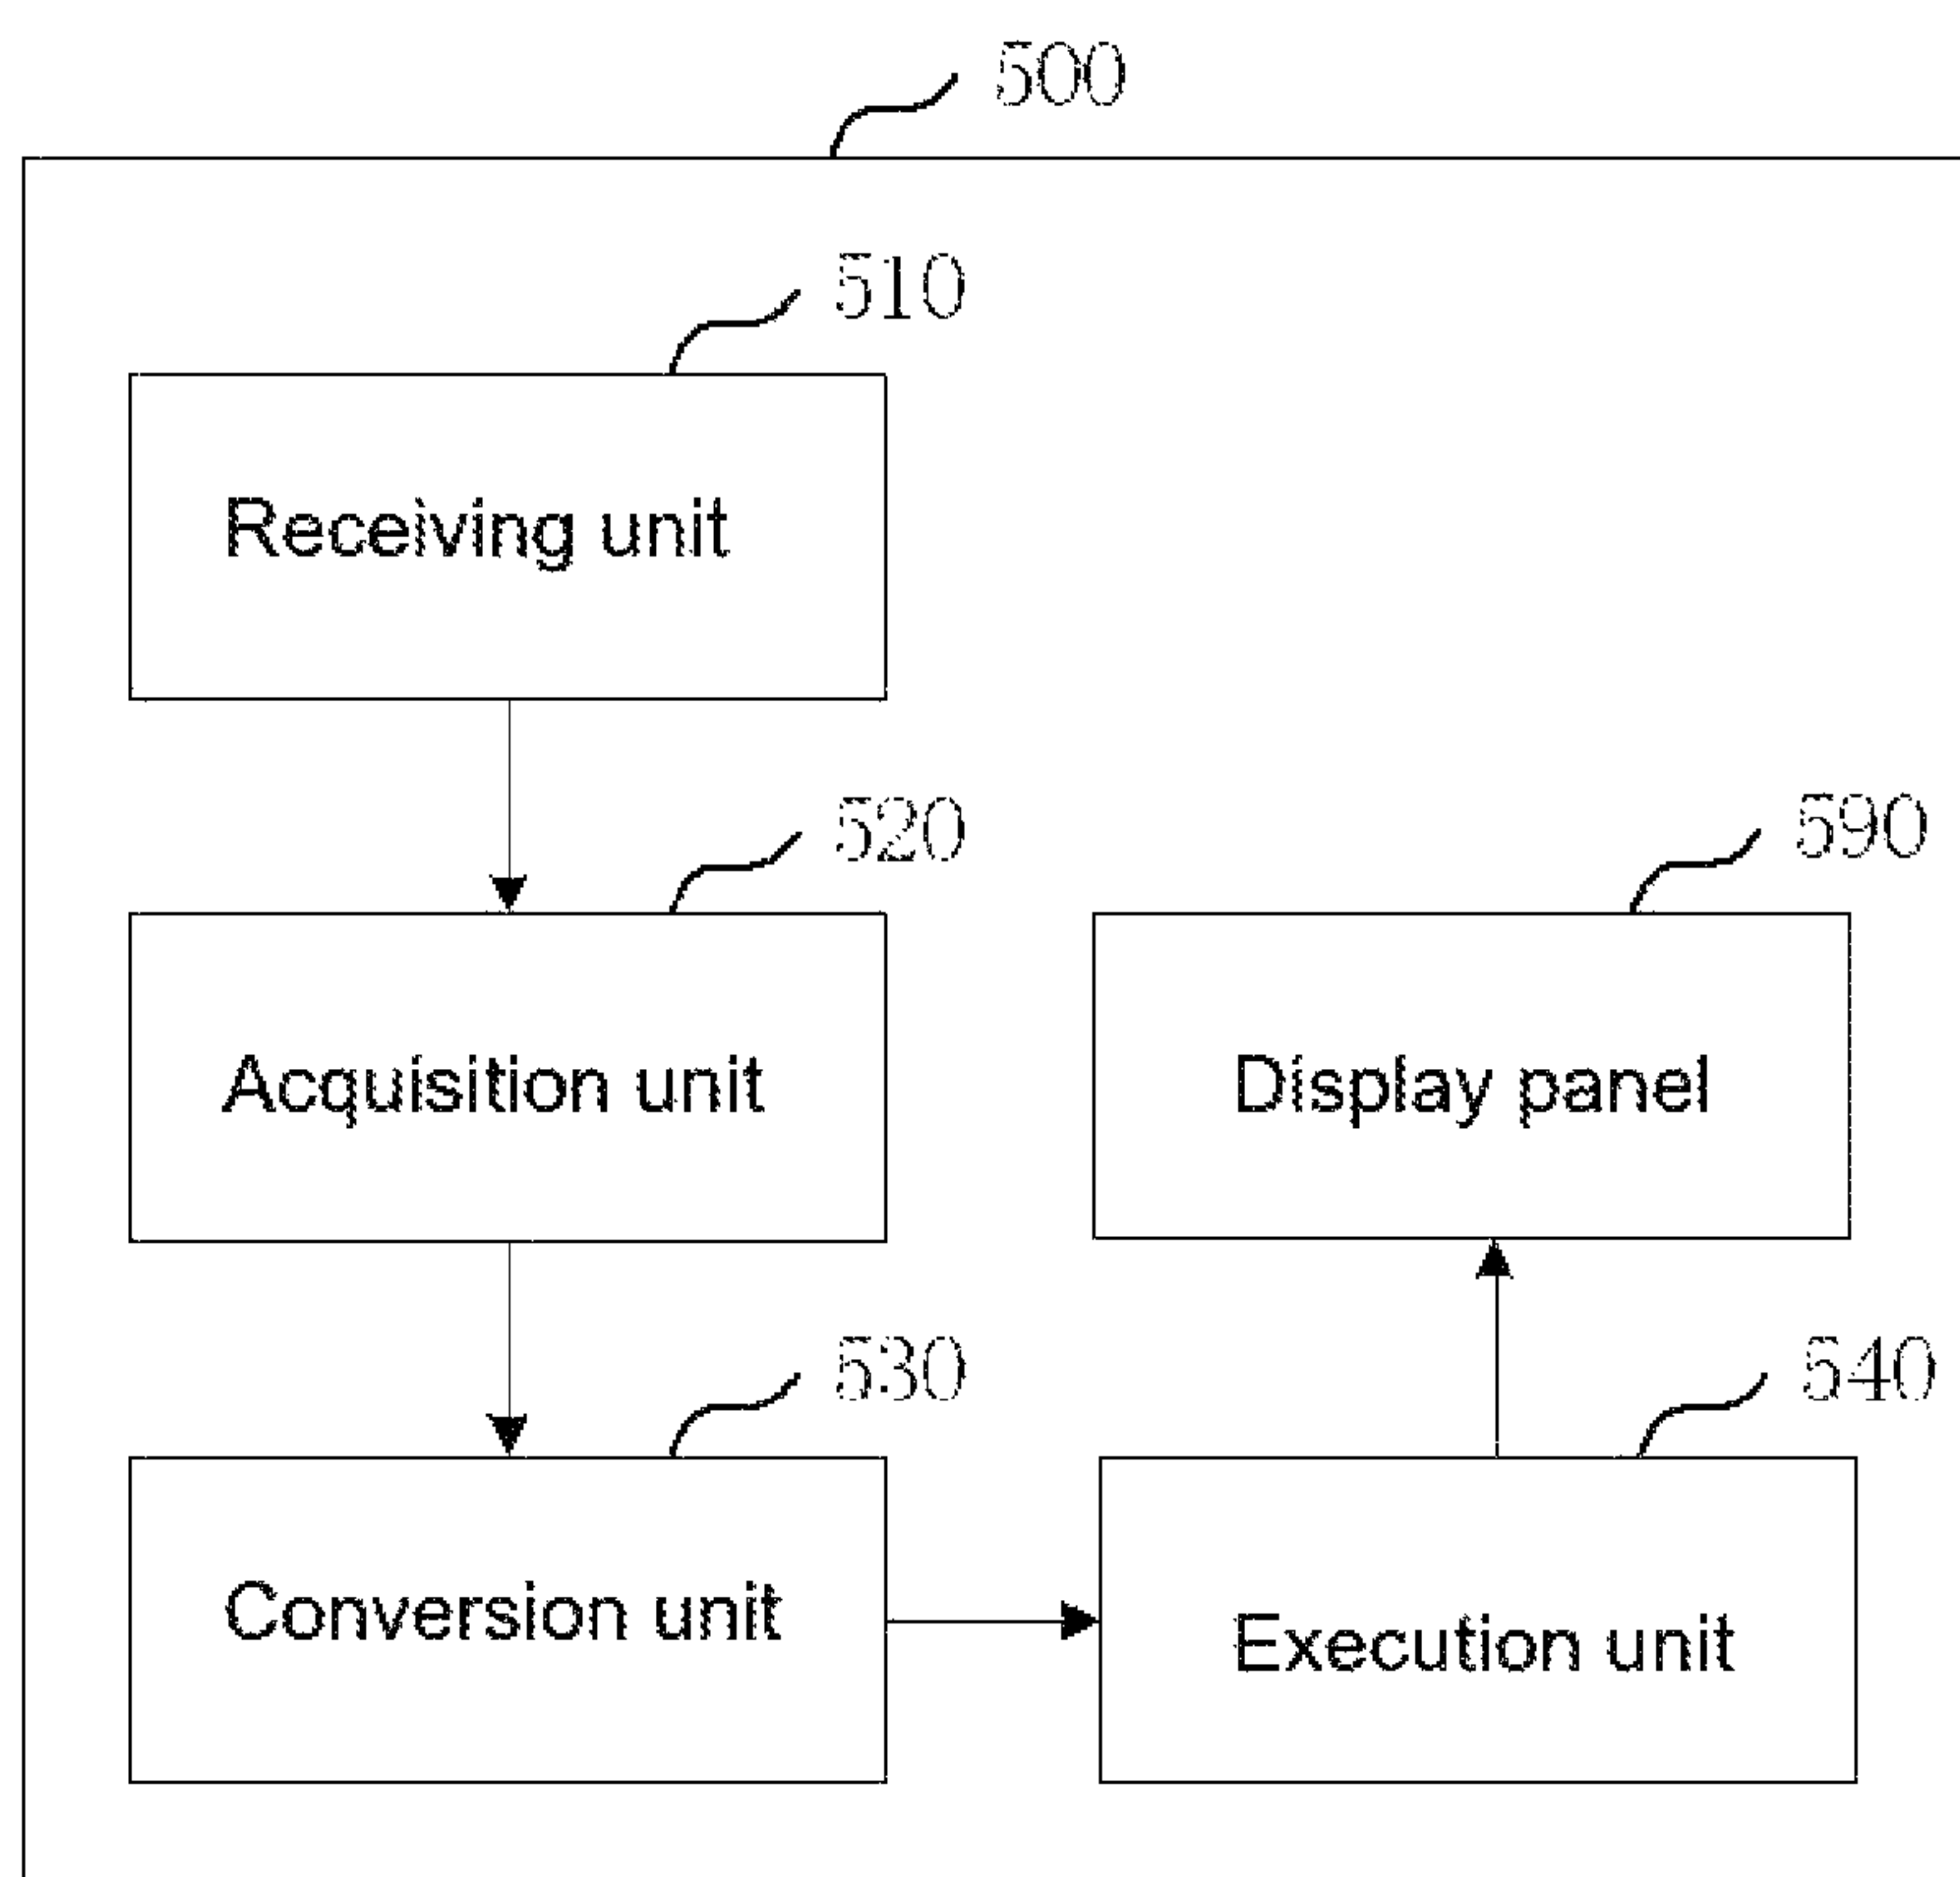 500
510
Receiving unit
520
590
Acquisition unit
Display panel
530
540
Conversion unit
Execution unit